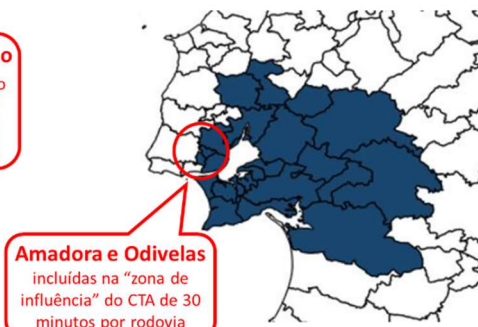 o
o
Amadora e Odivelas
incluídas na “zona de
influência” do CTA de 30
minutos por rodovia